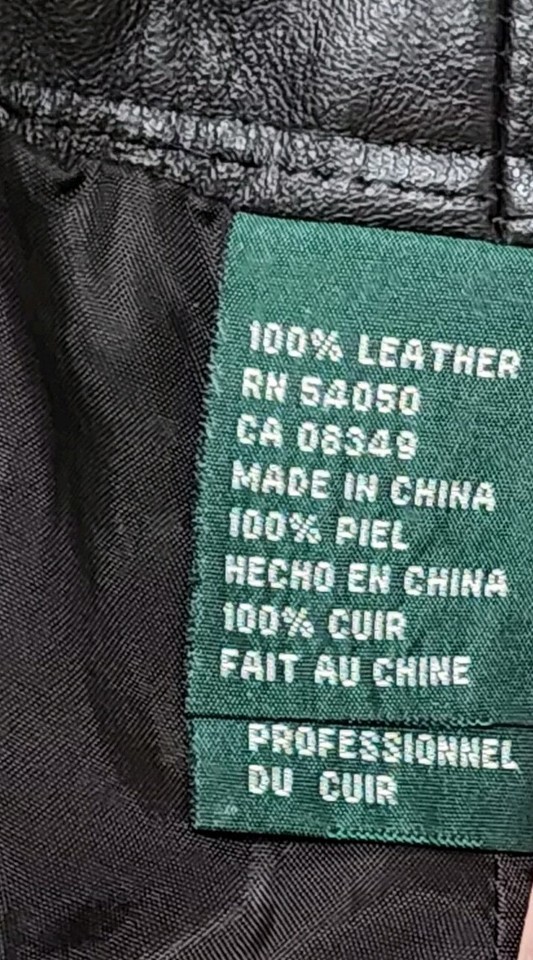 100% LEATHER
RN 54050
CA 08349
MADE IN CHINA
100% PIEL
HECHO EN CHINA
100% CUIR
FAIT AU CHINE
PROFESSIONNEL
DU CUIR